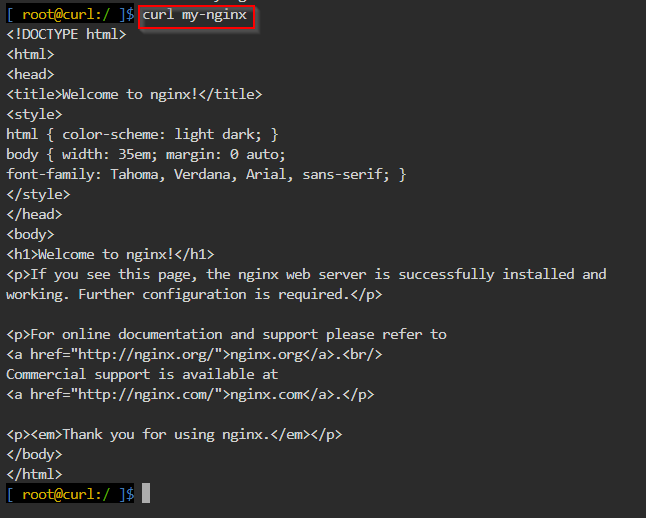 [ root@curl:/ ]$ curl my-nginx
<!DOCTYPE html>
<html>
<head>
<title>Welcome to nginx!</title>
<style>
html { color-scheme: light dark; }
body { width: 35em; margin: 0 auto;
font-family: Tahoma, Verdana, Arial, sans-serif; }
</style>
</head>
<body>
<h1>Welcome to nginx!</h1>
<p>If you see this page, the nginx web server is successfully installed and
working. Further configuration is required.</p>

<p>For online documentation and support please refer to
<a href="http://nginx.org/">nginx.org</a>.<br/>
Commercial support is available at
<a href="http://nginx.com/">nginx.com</a>.</p>

<p><em>Thank you for using nginx.</em></p>
</body>
</html>
[ root@curl:/ ]$